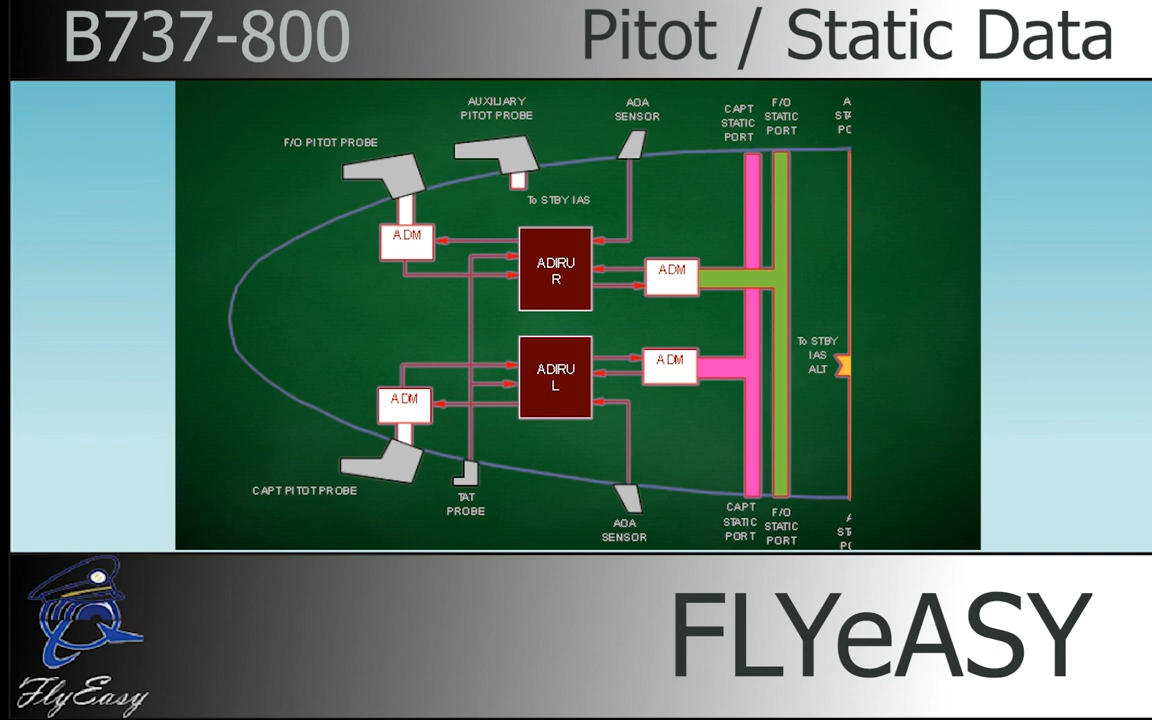 B737-800
Pitot / Static Data
AUXILIARY
PITOT PROBE
AOA
SENSOR
CAPT
STATIC
PORT
F/O
STATIC
PORT
F/O PITOT PROBE
To STBY IAS
ADM
ADIRU
R
ADM
To STBY
IAS
ALT
ADIRU
L
ADM
ADM
CAPT PITOT PROBE
TAT
PROBE
AOA
SENSOR
CAPT
STATIC
PORT
F/O
STATIC
PORT
FLYeASY
FlyEasy